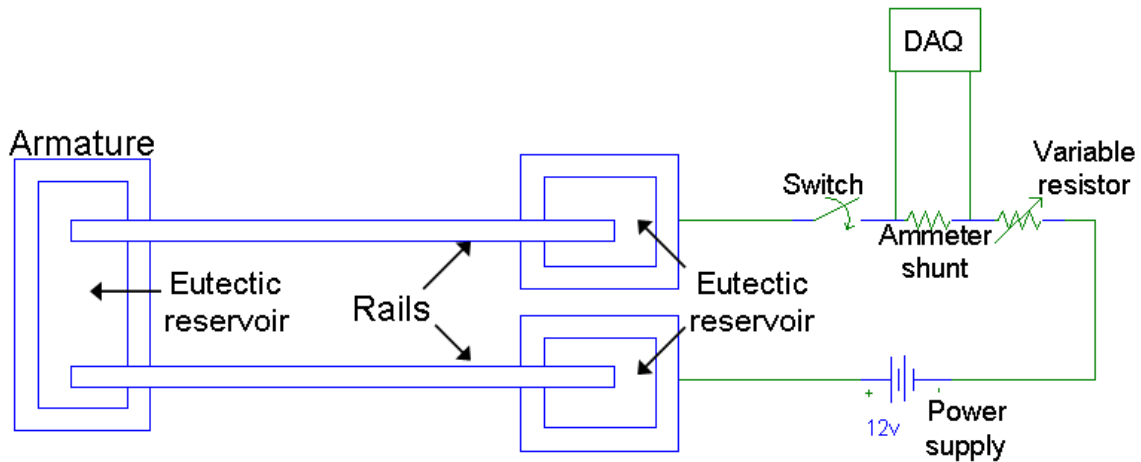 DAQ
Armature
Variable
resistor
Switch
Ammeter
shunt
Eutectic
reservoir
Rails
Eutectic
reservoir
+
-
12v
Power
supply